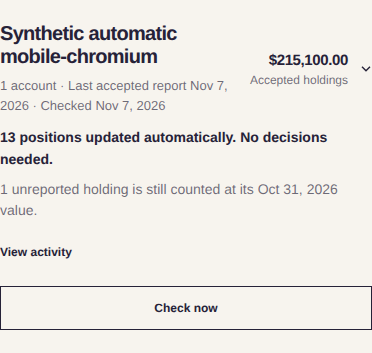 Synthetic automatic
mobile-chromium
$215,100.00
Accepted holdings
1 account · Last accepted report Nov 7,
2026 · Checked Nov 7, 2026
13 positions updated automatically. No decisions
needed.
1 unreported holding is still counted at its Oct 31, 2026
value.
View activity
Check now